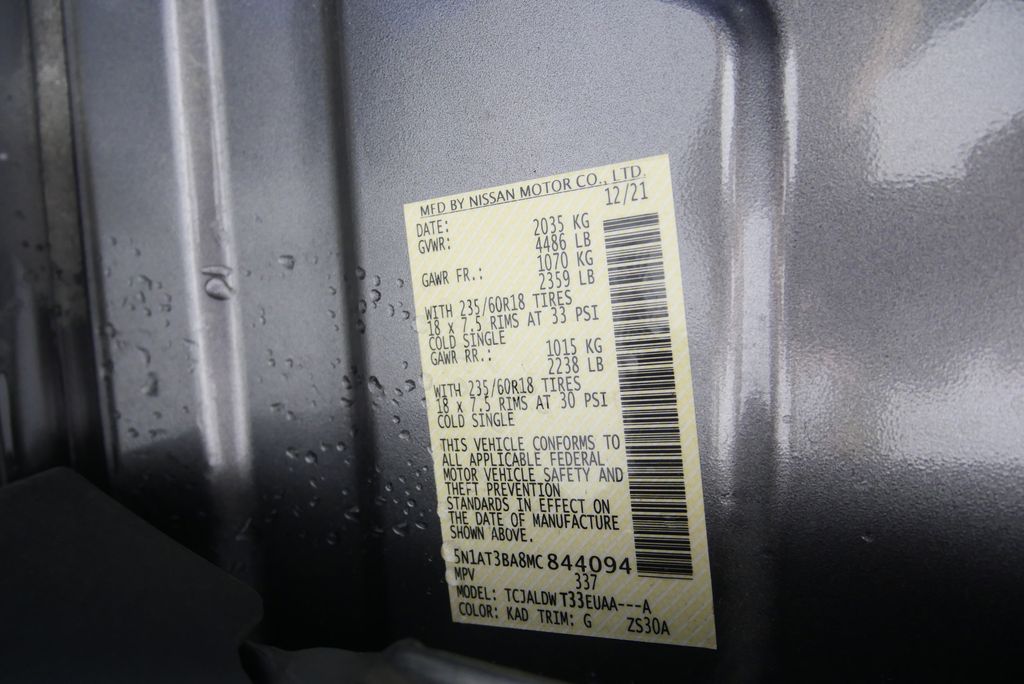 MFD BY NISSAN MOTOR CO., LTD.
DATE: 12/21
GVWR: 2035 KG
4486 LB
GAWR FR.: 1070 KG
2359 LB
WITH 235/60R18 TIRES
18 x 7.5 RIMS AT 33 PSI
COLD SINGLE
GAWR RR.: 1015 KG
2238 LB
WITH 235/60R18 TIRES
18 x 7.5 RIMS AT 30 PSI
COLD SINGLE
THIS VEHICLE CONFORMS TO
ALL APPLICABLE FEDERAL
MOTOR VEHICLE SAFETY AND
THEFT PREVENTION
STANDARDS IN EFFECT ON
THE DATE OF MANUFACTURE
SHOWN ABOVE.
5N1AT3BA8MC844094
MPV 337
MODEL: TCJALDWT33EUAA---A
COLOR: KAD TRIM: G ZS30A